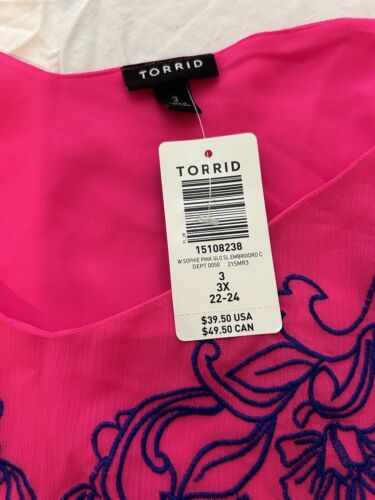 TORRID
3
TORRID
15108238
W SOPHIE PINK GLO SL EMBROIDRD C
DEPT 0050 21SMR3
3
3X
22-24
$39.50 USA
$49.50 CAN